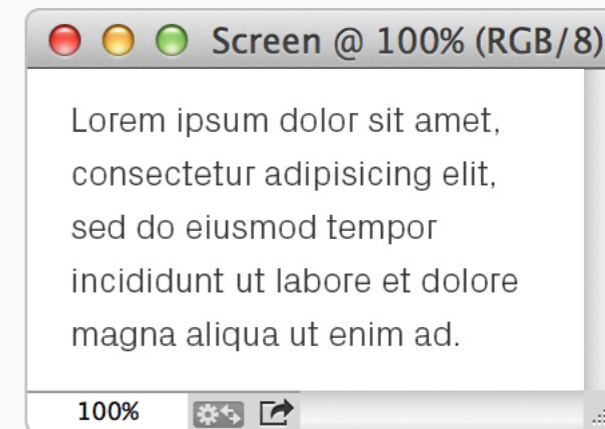 Screen @ 100% (RGB/8)
Lorem ipsum dolor sit amet,
consectetur adipisicing elit,
sed do eiusmod tempor
incididunt ut labore et dolore
magna aliqua ut enim ad.
100%